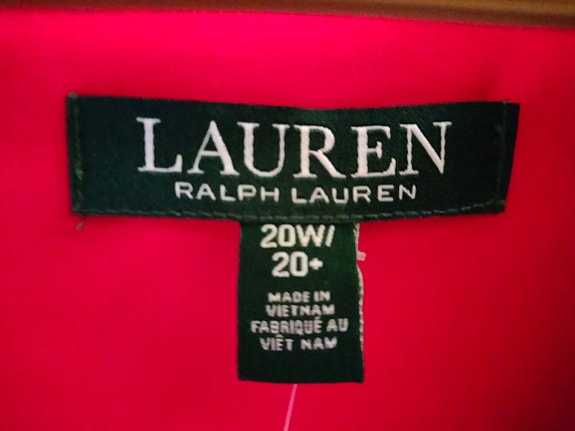 LAUREN
RALPH LAUREN
20W/
20+
MADE IN
VIETNAM
FABRIQUÉ AU
VIÊT NAM